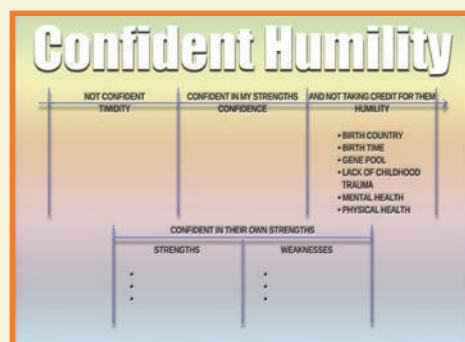 Confident Humility
NOT CONFIDENT
TIMIDITY
CONFIDENT IN MY STRENGTHS
CONFIDENCE
AND NOT TAKING CREDIT FOR THEM
HUMILITY
• BIRTH COUNTRY
• BIRTH TIME
• GENE POOL
• LACK OF CHILDHOOD
TRAUMA
• MENTAL HEALTH
• PHYSICAL HEALTH
CONFIDENT IN THEIR OWN STRENGTHS
STRENGTHS
•
•
•
WEAKNESSES
•
•
•